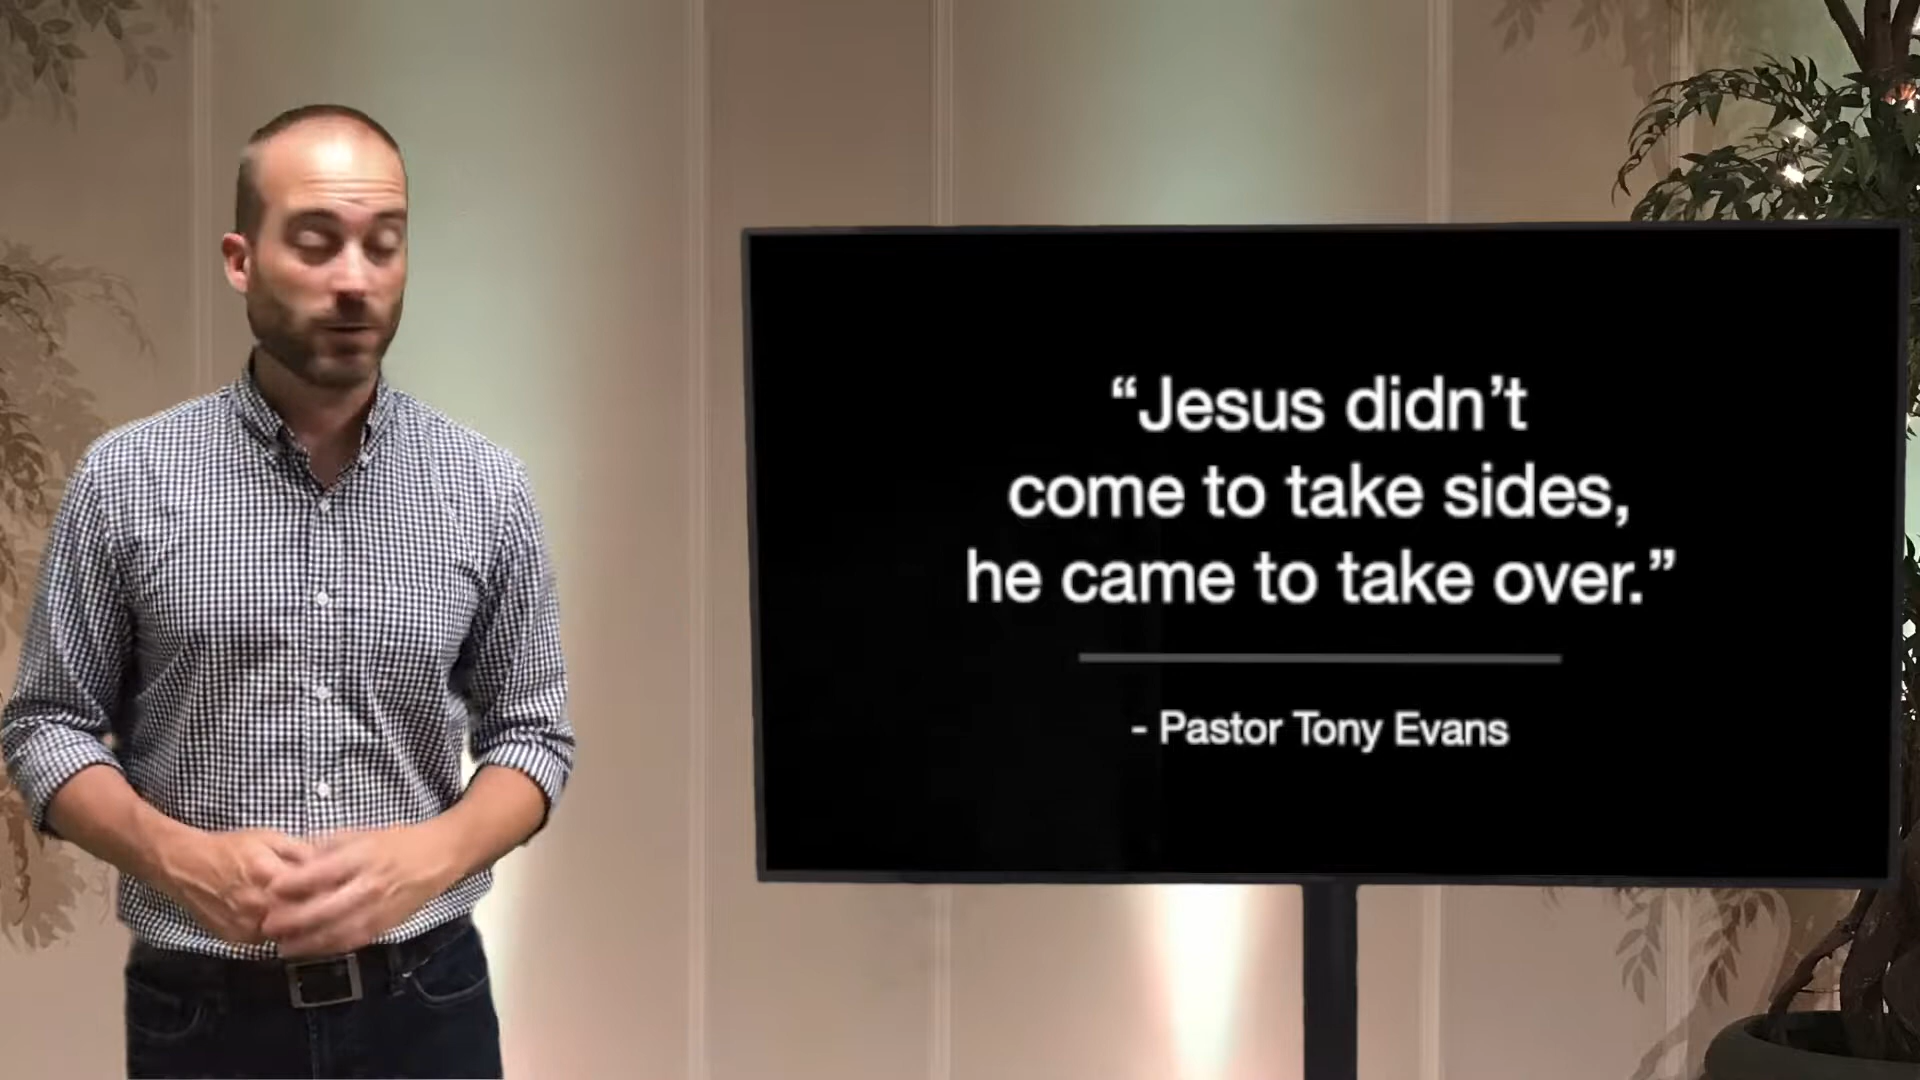 “Jesus didn’t
come to take sides,
he came to take over.”
- Pastor Tony Evans